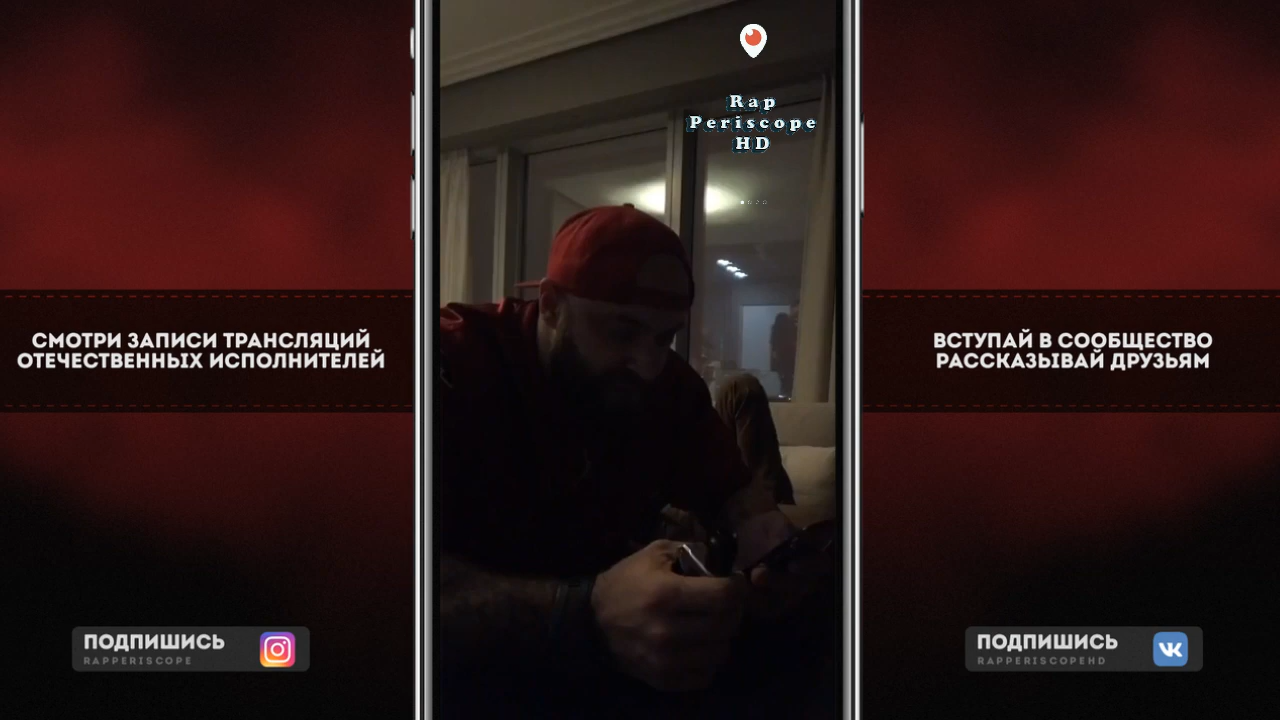 Rap
Periscope
HD
СМОТРИ ЗАПИСИ ТРАНСЛЯЦИЙ
ОТЕЧЕСТВЕННЫХ ИСПОЛНИТЕЛЕЙ
ВСТУПАЙ В СООБЩЕСТВО
РАССКАЗЫВАЙ ДРУЗЬЯМ
ПОДПИШИСЬ
RAPPERISCOPE
ПОДПИШИСЬ
RAPPERISCOPEHD